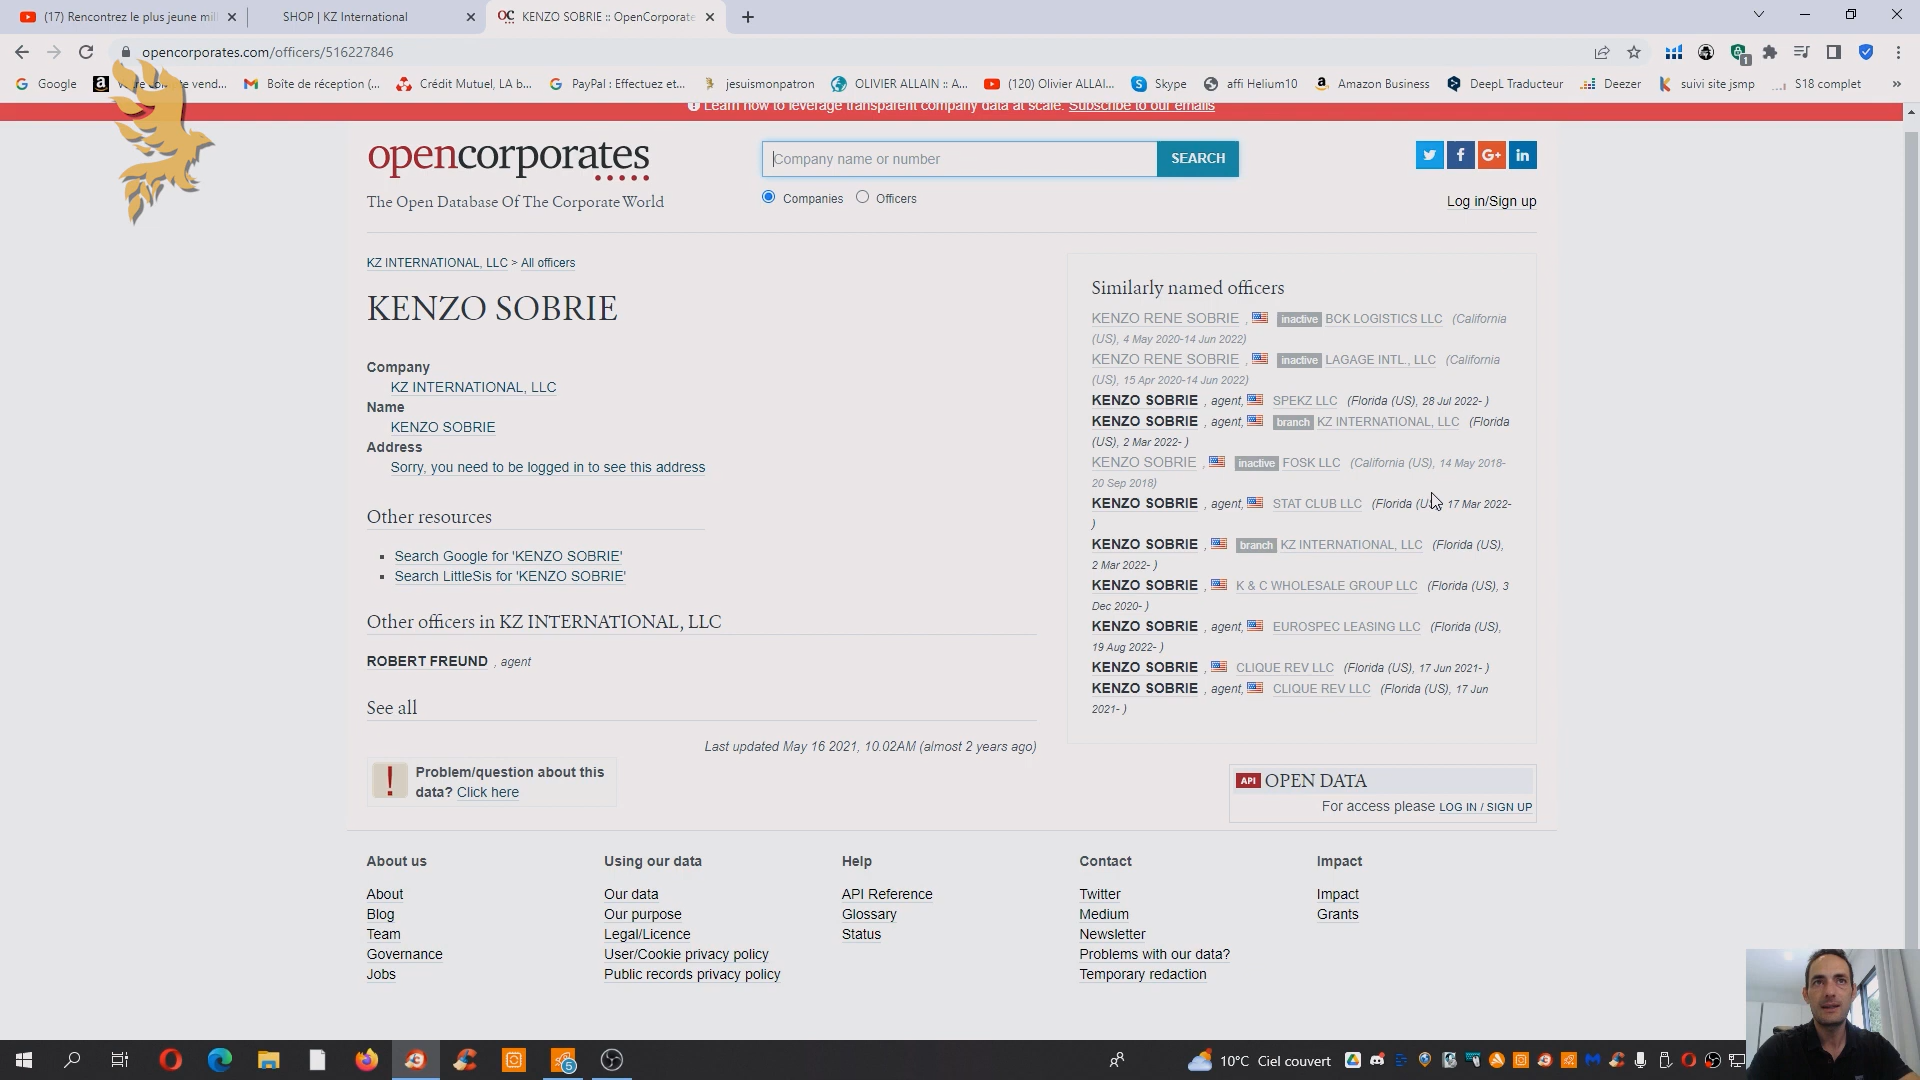 (17) Rencontrez le plus jeune mil
SHOP | KZ International
KENZO SOBRIE :: OpenCorporate
opencorporates.com/officers/516227846
Google
vend...
Boîte de réception (...
Crédit Mutuel, LA b...
PayPal : Effectuez et...
jesuismonpatron
OLIVIER ALLAIN :: A...
(120) Olivier ALLAI...
Skype
affi Helium10
Amazon Business
DeepL Traducteur
Deezer
suivi site jsmp
S18 complet
Learn how to leverage transparent company data at scale. Subscribe to our emails
opencorporates
The Open Database Of The Corporate World
Company name or number
SEARCH
Companies
Officers
Log in/Sign up
KZ INTERNATIONAL, LLC > All officers
KENZO SOBRIE
Company
KZ INTERNATIONAL, LLC
Name
KENZO SOBRIE
Address
Sorry, you need to be logged in to see this address
Other resources
Search Google for 'KENZO SOBRIE'
Search LittleSis for 'KENZO SOBRIE'
Other officers in KZ INTERNATIONAL, LLC
ROBERT FREUND , agent
See all
Last updated May 16 2021, 10.02AM (almost 2 years ago)
Problem/question about this
data? Click here
Similarly named officers
KENZO RENE SOBRIE , inactive BCK LOGISTICS LLC (California
(US), 4 May 2020-14 Jun 2022)
KENZO RENE SOBRIE , inactive LAGAGE INTL., LLC (California
(US), 15 Apr 2020-14 Jun 2022)
KENZO SOBRIE , agent, SPEKZ LLC (Florida (US), 28 Jul 2022- )
KENZO SOBRIE , agent, branch KZ INTERNATIONAL, LLC (Florida
(US), 2 Mar 2022- )
KENZO SOBRIE , inactive FOSK LLC (California (US), 14 May 2018-
20 Sep 2018)
KENZO SOBRIE , agent, STAT CLUB LLC (Florida (US), 17 Mar 2022-
)
KENZO SOBRIE , branch KZ INTERNATIONAL, LLC (Florida (US),
2 Mar 2022- )
KENZO SOBRIE , K & C WHOLESALE GROUP LLC (Florida (US), 3
Dec 2020- )
KENZO SOBRIE , agent, EUROSPEC LEASING LLC (Florida (US),
19 Aug 2022- )
KENZO SOBRIE , CLIQUE REV LLC (Florida (US), 17 Jun 2021- )
KENZO SOBRIE , agent, CLIQUE REV LLC (Florida (US), 17 Jun
2021- )
API OPEN DATA
For access please LOG IN / SIGN UP
About us
About
Blog
Team
Governance
Jobs
Using our data
Our data
Our purpose
Legal/Licence
User/Cookie privacy policy
Public records privacy policy
Help
API Reference
Glossary
Status
Contact
Twitter
Medium
Newsletter
Problems with our data?
Temporary redaction
Impact
Impact
Grants
10°C Ciel couvert